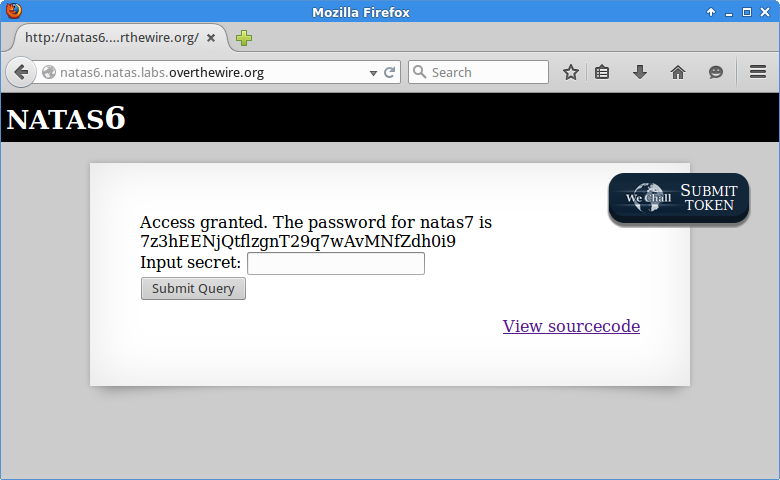 Mozilla Firefox
http://natas6....rthewire.org/
natas6.natas.labs.overthewire.org
Search
NATAS6
We Chall
SUBMIT
TOKEN
Access granted. The password for natas7 is
7z3hEENjQtflzgnT29q7wAvMNfZdh0i9
Input secret:
Submit Query
View sourcecode